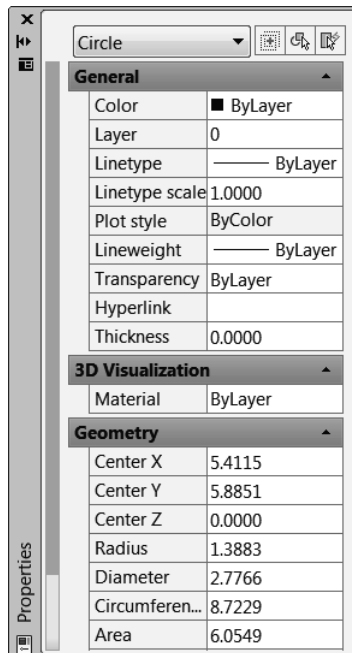 Circle
General
Color ByLayer
Layer 0
Linetype ByLayer
Linetype scale 1.0000
Plot style ByColor
Lineweight ByLayer
Transparency ByLayer
Hyperlink
Thickness 0.0000
3D Visualization
Material ByLayer
Geometry
Center X 5.4115
Center Y 5.8851
Center Z 0.0000
Radius 1.3883
Diameter 2.7766
Circumferen... 8.7229
Area 6.0549
Properties